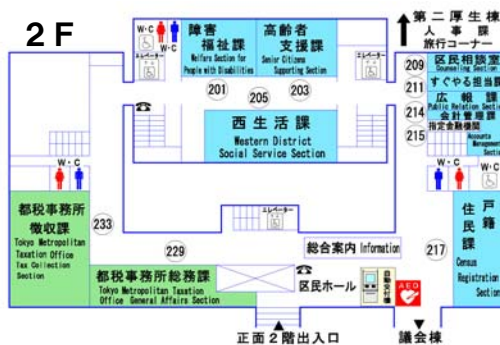 2F
W・C
障害
福祉課
Welfare Section for
People with Disabilities
高齢者
支援課
Senior Citizens
Supporting Section
エレベーター
201
205
203
西生活課
Western District
Social Service Section
第二厚生棟
人事課
旅行コーナー
W・C
エレベーター
209
区民相談室
Counseling Section
211
すぐやる担当課
214
広報課
Public Relation Section
215
会計管理課
指定金融機関
Accounts
Management
Section
W・C
W・C
都税事務所
徴収課
Tokyo Metropolitan
Taxation Office
Tax Collection
Section
233
229
都税事務所総務課
Tokyo Metropolitan Taxation
Office General Affairs Section
エレベーター
総合案内 Information
区民ホール
自動交付機
AED
217
戸籍
住民課
Census
Registration
Section
正面2階出入口
議会棟